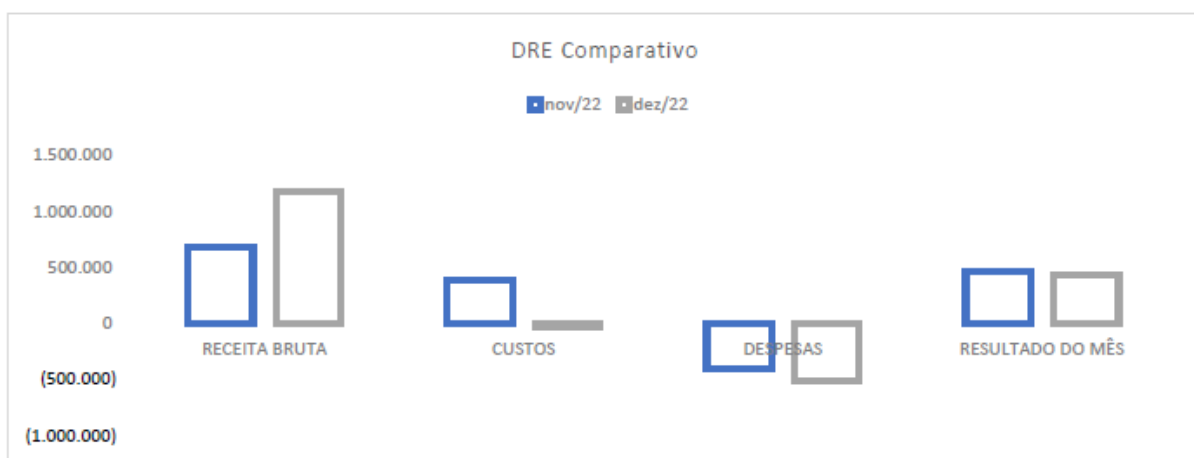 DRE Comparativo
nov/22 dez/22
1.500.000
1.000.000
500.000
0
RECEITA BRUTA CUSTOS DESPESAS RESULTADO DO MÊS
(500.000)
(1.000.000)